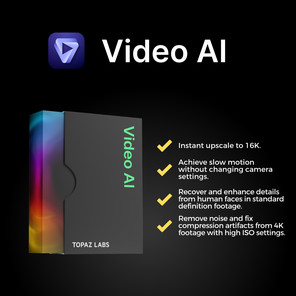 Video AI
Video AI
TOPAZ LABS
Instant upscale to 16K.
Achieve slow motion
without changing camera
settings.
Recover and enhance details
from human faces in standard
definition footage.
Remove noise and fix
compression artifacts from 4K
footage with high ISO settings.